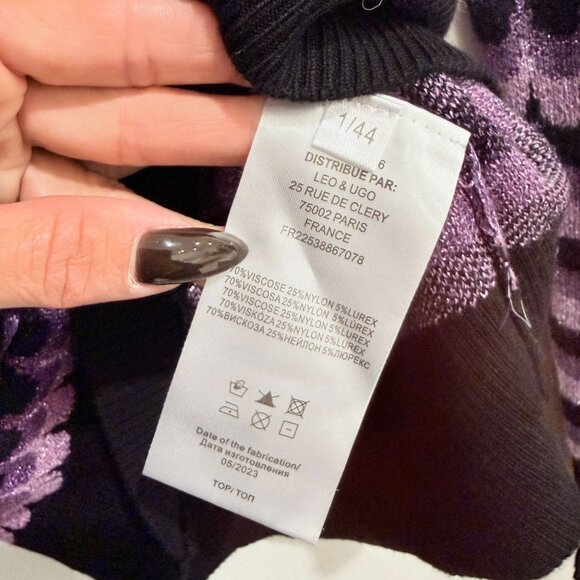 1/44
6
DISTRIBUE PAR:
LEO & UGO
25 RUE DE CLERY
75002 PARIS
FRANCE
FR22538867078
70%VISCOSE 25%NYLON 5%LUREX
70%VISCOSA 25%NYLON 5%LUREX
70%VISCOSE 25%NYLON 5%LUREX
70%VISKÓZA 25%NYLON 5%LUREX
70%ВИСКОЗА 25%НЕЙЛОН 5%ЛЮРЕКС
Date of the fabrication/
Дата изготовления
05/2023
TOP/ТОП